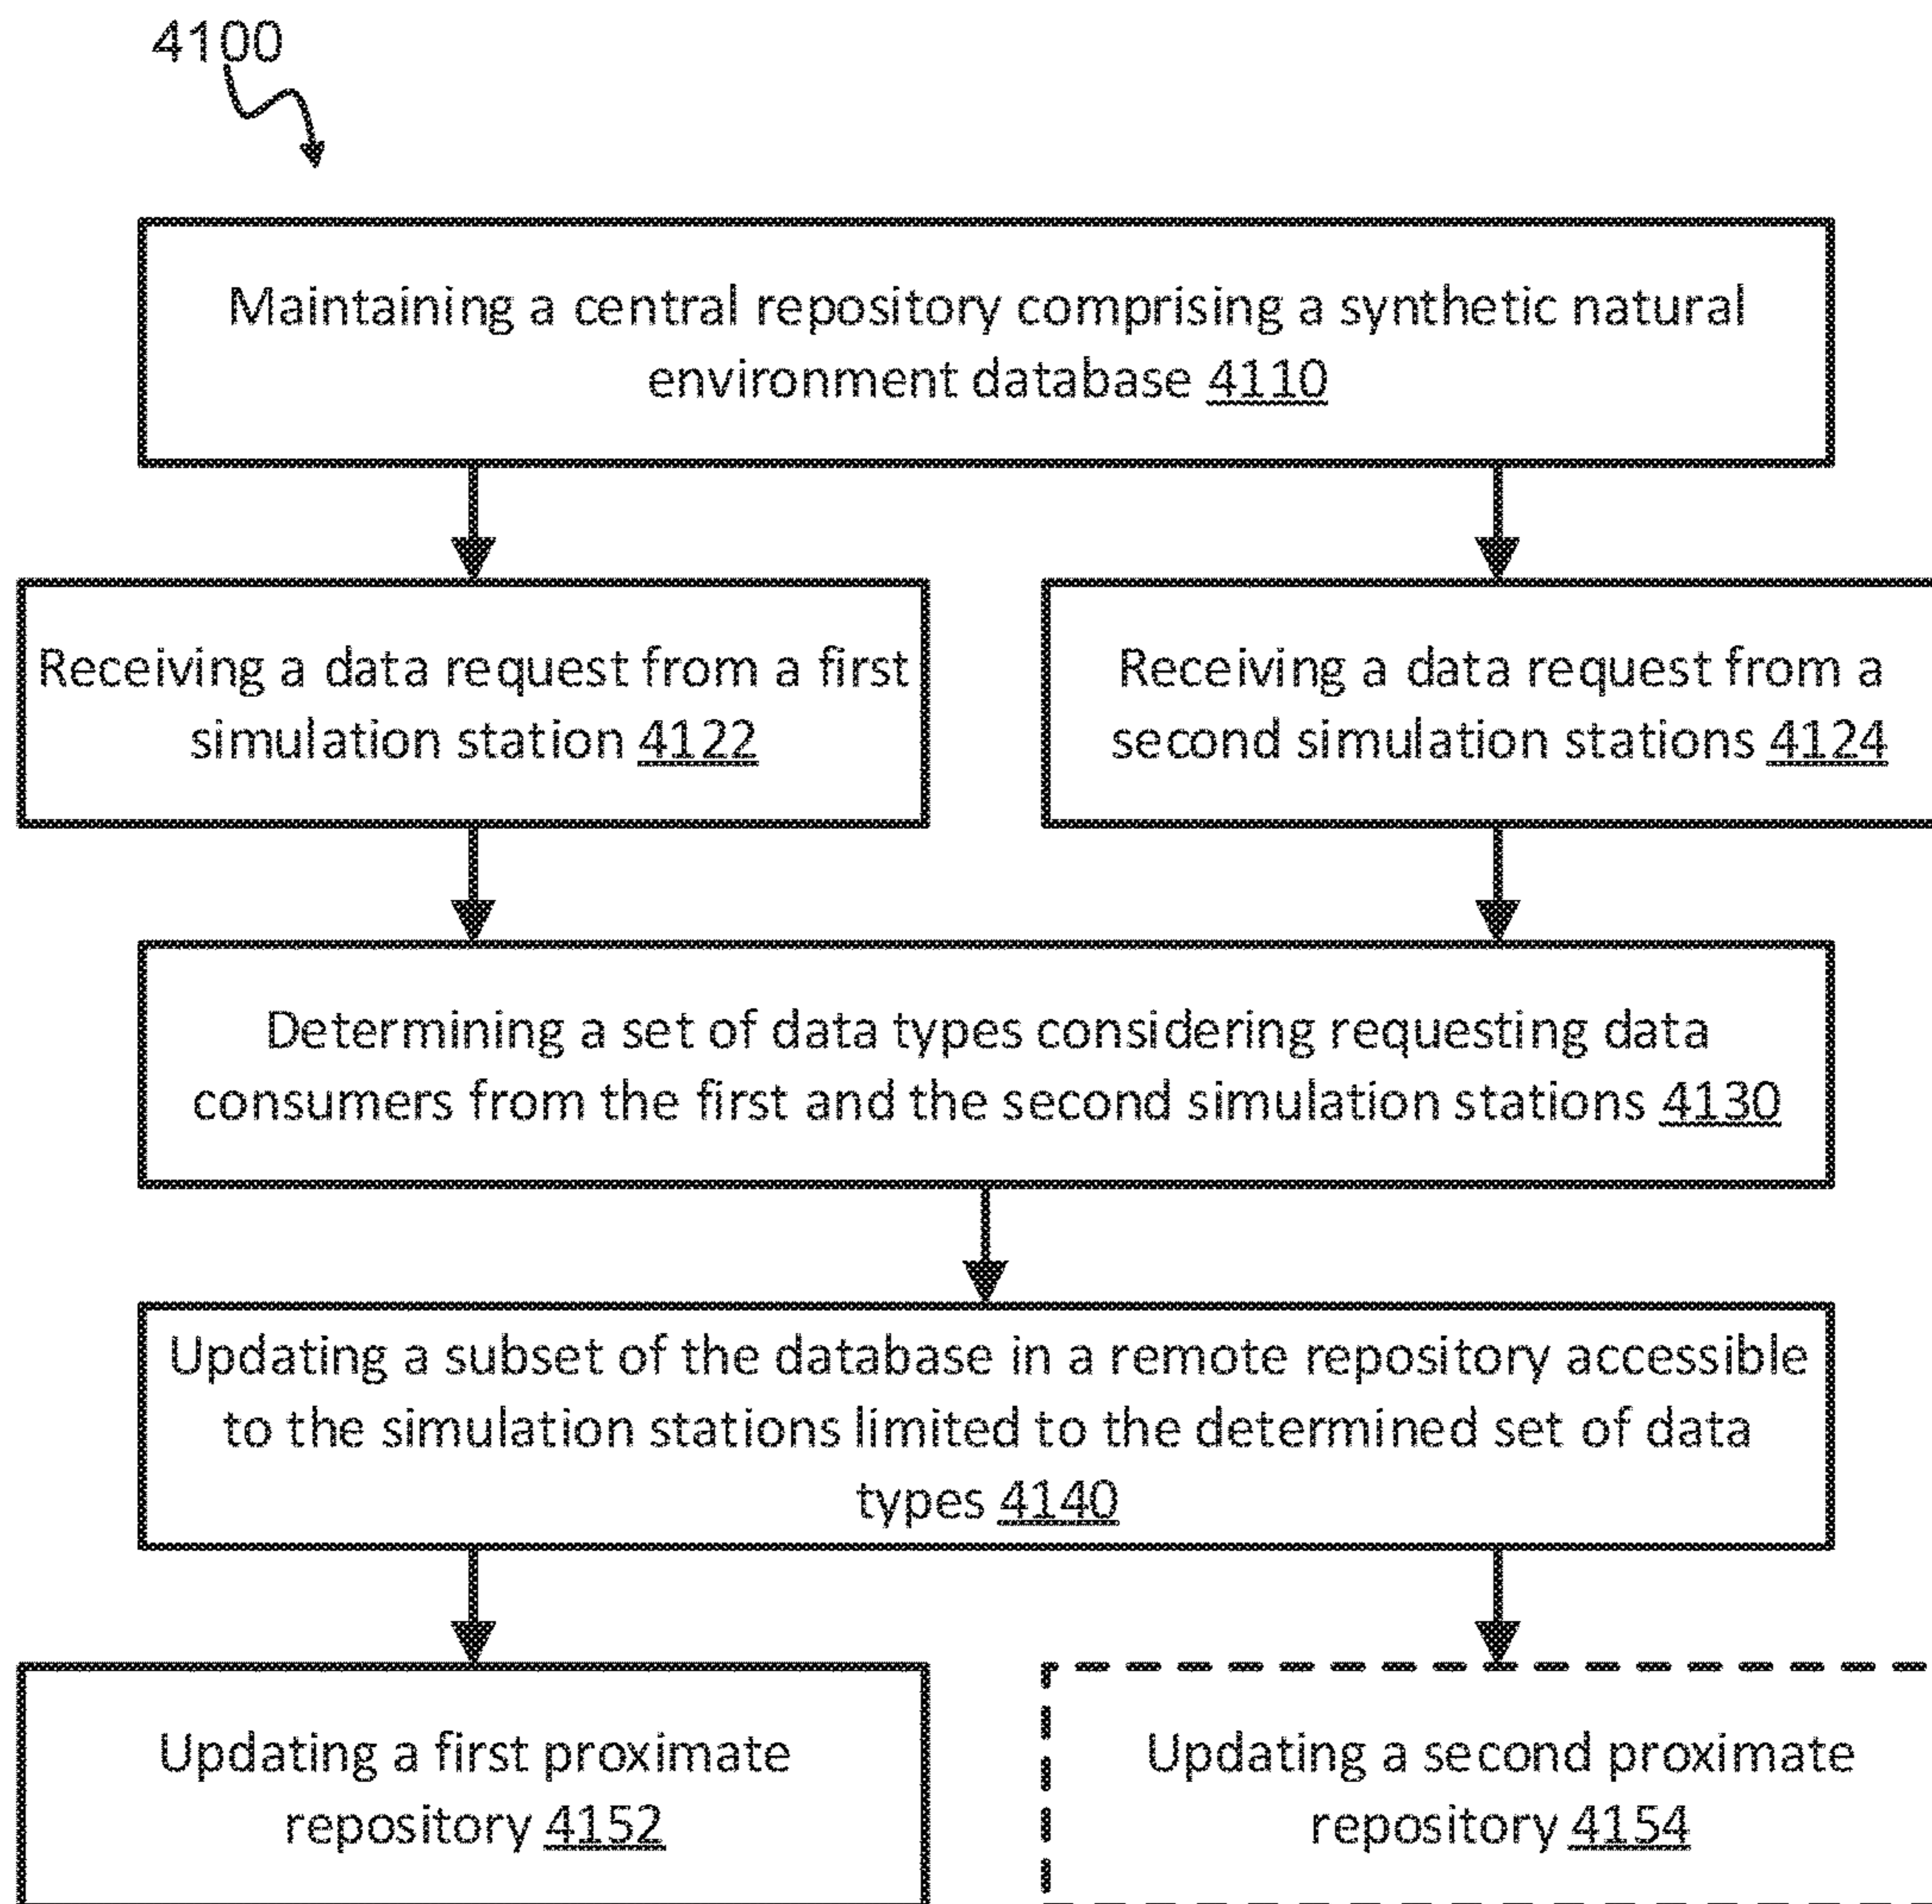 4100
Maintaining a central repository comprising a synthetic natural
environment database 4110
Receiving a data request from a first
simulation station 4122
Receiving a data request from a
second simulation stations 4124
Determining a set of data types considering requesting data
consumers from the first and the second simulation stations 4130
Updating a subset of the database in a remote repository accessible
to the simulation stations limited to the determined set of data
types 4140
Updating a first proximate
repository 4152
Updating a second proximate
repository 4154